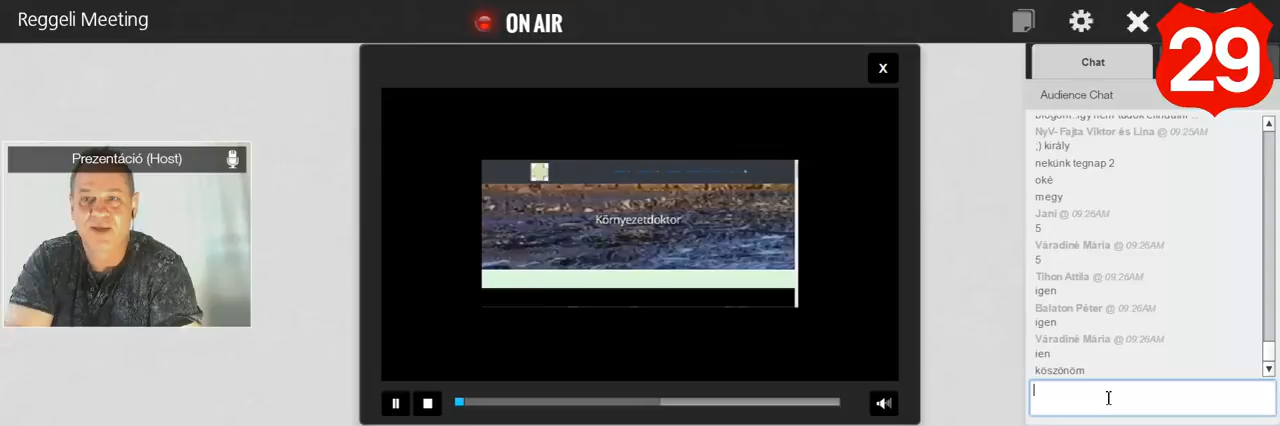 Reggeli Meeting
ON AIR
29
Chat
Audience Chat
Prezentáció (Host)
X
Környezetdoktor
NyV- Fajta Viktor és Lina @ 09:25AM
;) király
nekünk tegnap 2
oké
megy
Jani @ 09:26AM
5
Váradiné Mária @ 09:26AM
5
Tihon Attila @ 09:26AM
igen
Balaton Péter @ 09:26AM
igen
Váradiné Mária @ 09:26AM
ien
köszönöm